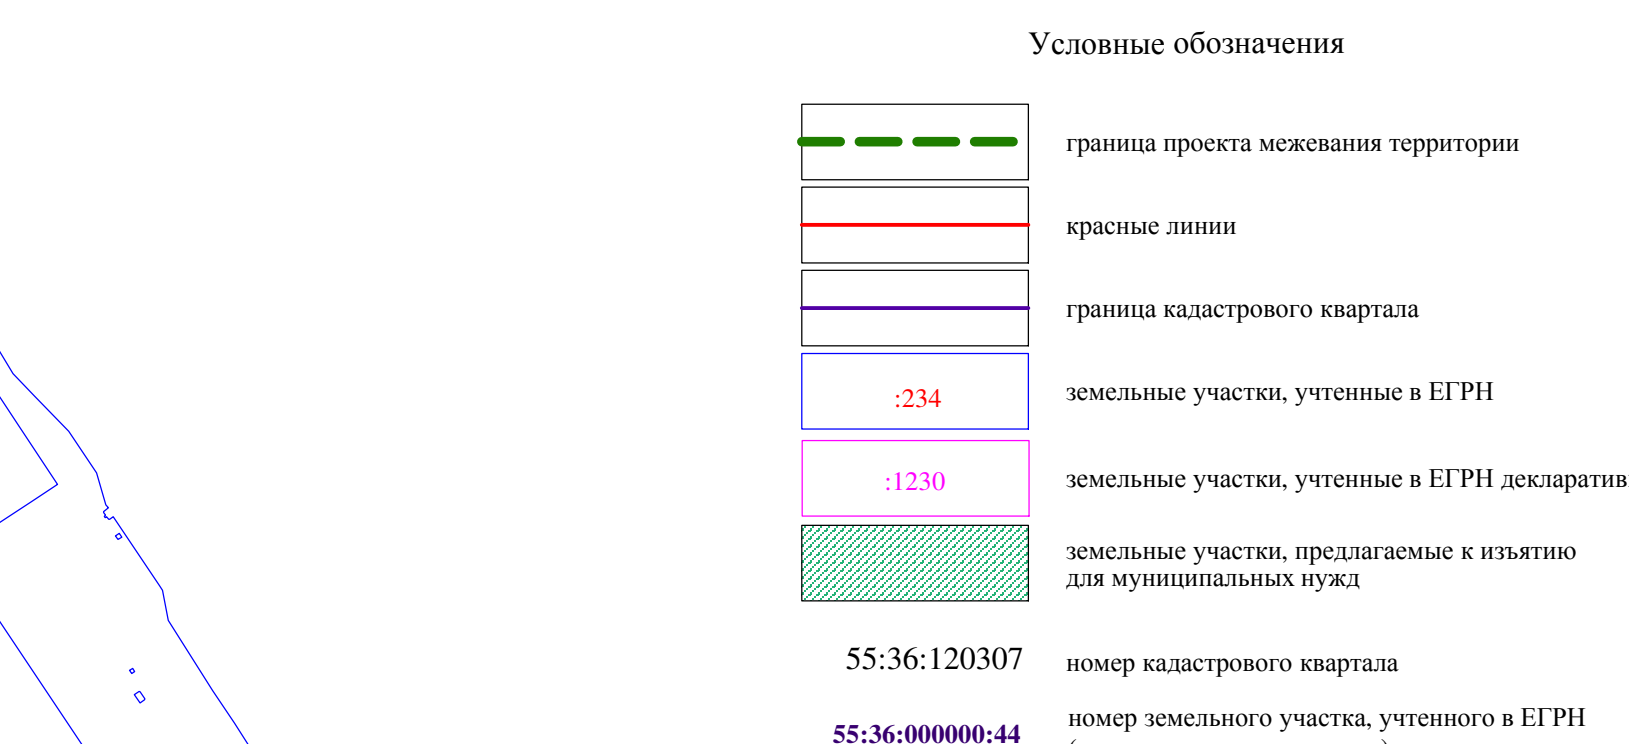 Условные обозначения
граница проекта межевания территории
красные линии
граница кадастрового квартала
:234 земельные участки, учтенные в ЕГРН
:1230 земельные участки, учтенные в ЕГРН декларатив
земельные участки, предлагаемые к изъятию
для муниципальных нужд
55:36:120307 номер кадастрового квартала
55:36:000000:44 номер земельного участка, учтенного в ЕГРН